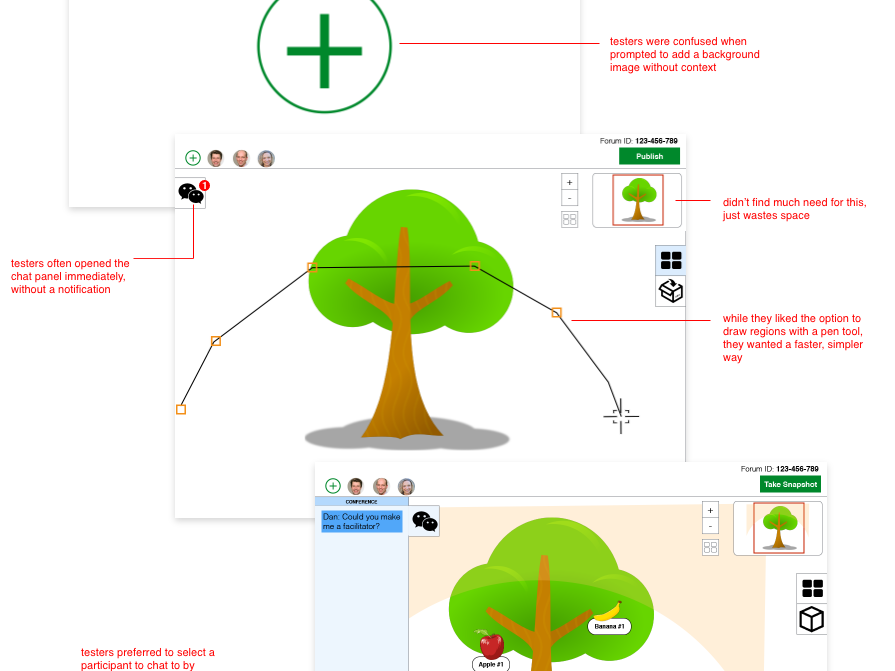 testers were confused when
prompted to add a background
image without context
Forum ID: 123-456-789
Publish
1
+
-
didn't find much need for this,
just wastes space
testers often opened the
chat panel immediately,
without a notification
while they liked the option to
draw regions with a pen tool,
they wanted a faster, simpler
way
Forum ID: 123-456-789
Take Snapshot
CONFERENCE
Dan: Could you make
me a facilitator?
+
-
Banana #1
Apple #1
testers preferred to select a
participant to chat to by